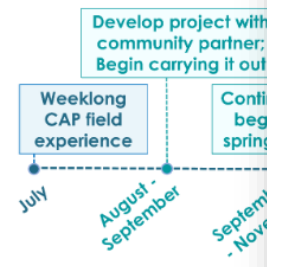 Develop project with
community partner;
Begin carrying it out
Weeklong
CAP field
experience
July
August -
September